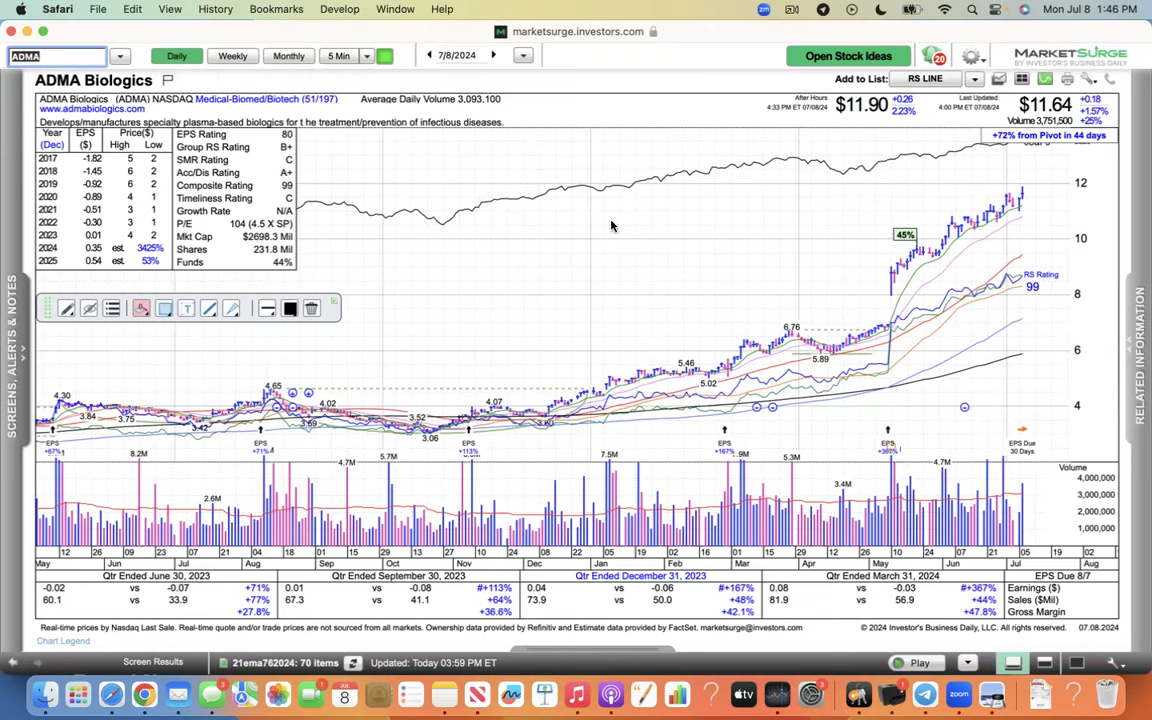 Safari File Edit View History Bookmarks Develop Window Help Mon Jul 8 1:46 PM
marketsurge.investors.com
ADMA Daily Weekly Monthly 5 Min 7/8/2024 Open Stock Ideas 20 MARKETSURGE
BY INVESTOR'S BUSINESS DAILY
ADMA Biologics Add to List: RS LINE
ADMA Biologics (ADMA) NASDAQ Medical-Biomed/Biotech (51/197) Average Daily Volume 3,093,100
www.admabiologics.com
Develops/manufactures specialty plasma-based biologics for t he treatment/prevention of infectious diseases.
After Hours $11.90 +0.26 Last Updated: $11.64 +0.18
4:33 PM ET 07/08/24 2.23% 4:00 PM ET 07/08/24 +1.57%
Volume 3,751,500 +25%
+72% from Pivot in 44 days
Year EPS Price($)
(Dec) ($) High Low
2017 -1.82 5 2
2018 -1.45 6 2
2019 -0.92 6 2
2020 -0.89 4 1
2021 -0.51 3 1
2022 -0.30 3 1
2023 0.01 4 2
2024 0.35 est. 3425%
2025 0.54 est. 53%
EPS Rating 80
Group RS Rating B+
SMR Rating C
Acc/Dis Rating A+
Composite Rating 99
Timeliness Rating C
Growth Rate N/A
P/E 104 (4.5 X SP)
Mkt Cap $2698.3 Mil
Shares 231.8 Mil
Funds 44%
12
10
8
6
4
45%
RS Rating
99
6.76
5.89
5.46
5.02
4.65
4.30
4.07
4.02
3.84
3.75
3.69
3.60
3.52
3.42
3.06
EPS EPS EPS EPS EPS EPS Due
+67% +71% +113% +167% +367% 30 Days
8.2M 4.7M 5.7M 7.5M 5.3M 4.7M
2.6M 3.4M
Volume
4,000,000
3,000,000
2,000,000
1,000,000
12 26 09 23 07 21 04 18 01 15 29 13 27 10 24 08 22 05 19 02 16 01 15 29 12 26 10 24 07 21 05 19 02
May Jun Jul Aug Sep Oct Nov Dec Jan Feb Mar Apr May Jun Jul Aug
Qtr Ended June 30, 2023 Qtr Ended September 30, 2023 Qtr Ended December 31, 2023 Qtr Ended March 31, 2024 EPS Due 8/7
-0.02 vs -0.07 +71% 0.01 vs -0.08 #+113% 0.04 vs -0.06 #+167% 0.08 vs -0.03 #+367% Earnings ($)
60.1 vs 33.9 +77% 67.3 vs 41.1 +64% 73.9 vs 50.0 +48% 81.9 vs 56.9 +44% Sales ($Mil)
+27.8% +36.6% +42.1% +47.8% Gross Margin
Real-time prices by Nasdaq Last Sale. Real-time quote and/or trade prices are not sourced from all markets. Ownership data provided by Refinitiv and Estimate data provided by FactSet. marketsurge@investors.com © 2024 Investor's Business Daily, LLC. All rights reserved. 07.08.2024
Chart Legend
SCREENS, ALERTS & NOTES
RELATED INFORMATION
Screen Results 21ema762024: 70 items Updated: Today 03:59 PM ET Play